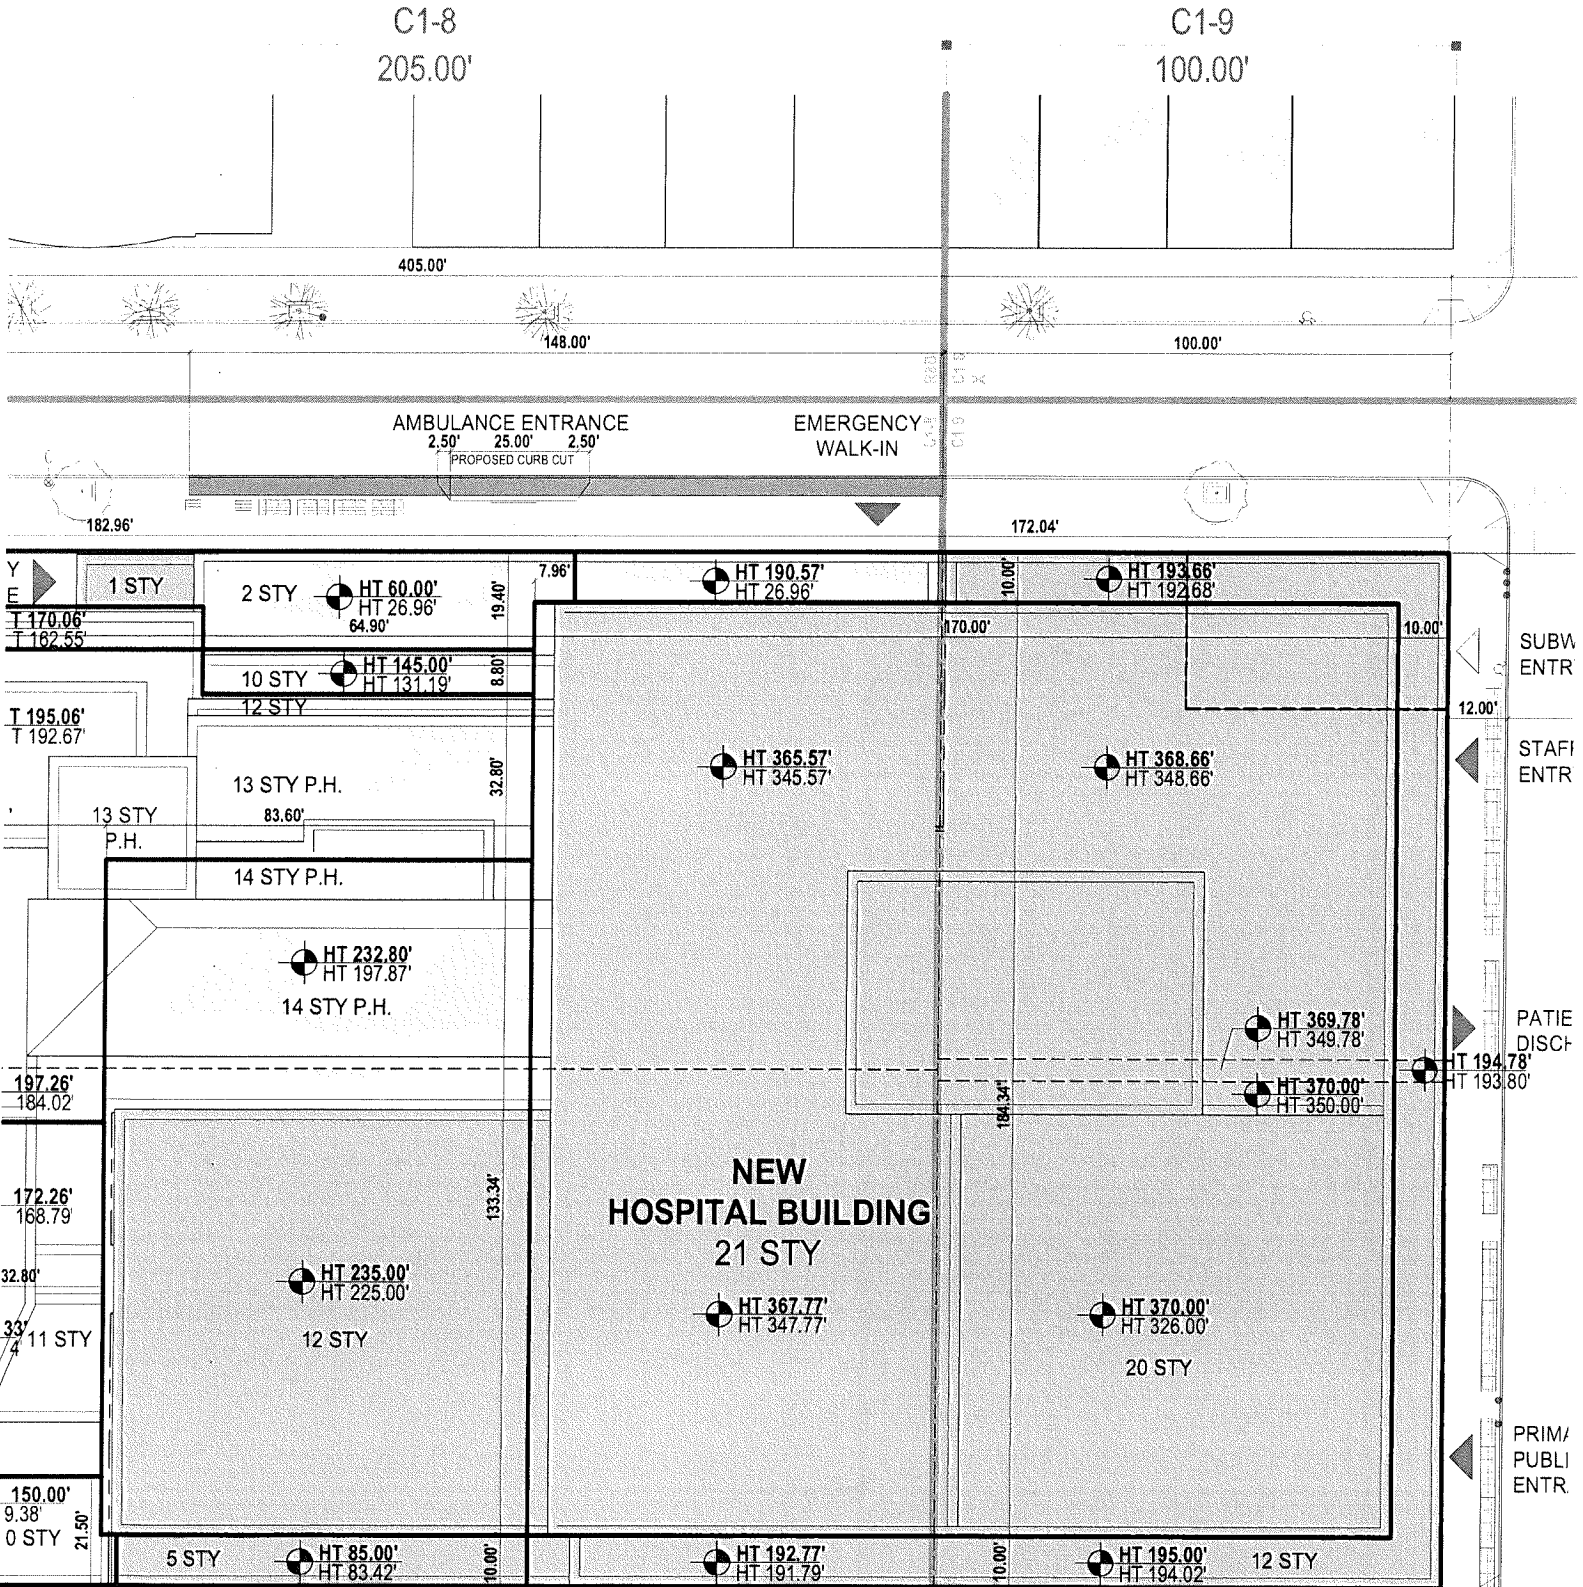 C1-8
C1-9
205.00'
100.00'
405.00'
148.00'
100.00'
AMBULANCE ENTRANCE
2.50'
25.00'
2.50'
PROPOSED CURB CUT
EMERGENCY
WALK-IN
182.96'
172.04'
Y
E
1 STY
2 STY
HT 60.00'
HT 26.96'
64.90'
19.40'
7.96'
HT 190.57'
HT 26.96'
10.00'
HT 193.66'
HT 192.68'
T 170.06'
T 162.55'
170.00'
10.00'
SUBW
ENTR
10 STY
HT 145.00'
HT 131.19'
8.80'
12 STY
T 195.06'
T 192.67'
12.00'
STAFF
ENTR
13 STY P.H.
32.80'
HT 365.57'
HT 345.57'
HT 368.66'
HT 348.66'
13 STY
P.H.
83.60'
14 STY P.H.
HT 232.80'
HT 197.87'
14 STY P.H.
HT 369.78'
HT 349.78'
PATIE
DISCH
HT 194.78'
HT 193.80'
HT 370.00'
HT 350.00'
197.26'
184.02'
184.34'
NEW
HOSPITAL BUILDING
21 STY
133.34'
172.26'
168.79'
32.80'
HT 235.00'
HT 225.00'
12 STY
HT 367.77'
HT 347.77'
HT 370.00'
HT 326.00'
20 STY
33'
4'
11 STY
PRIMA
PUBLI
ENTR.
150.00'
9.38'
0 STY
21.50'
5 STY
HT 85.00'
HT 83.42'
10.00'
HT 192.77'
HT 191.79'
10.00'
HT 195.00'
HT 194.02'
12 STY